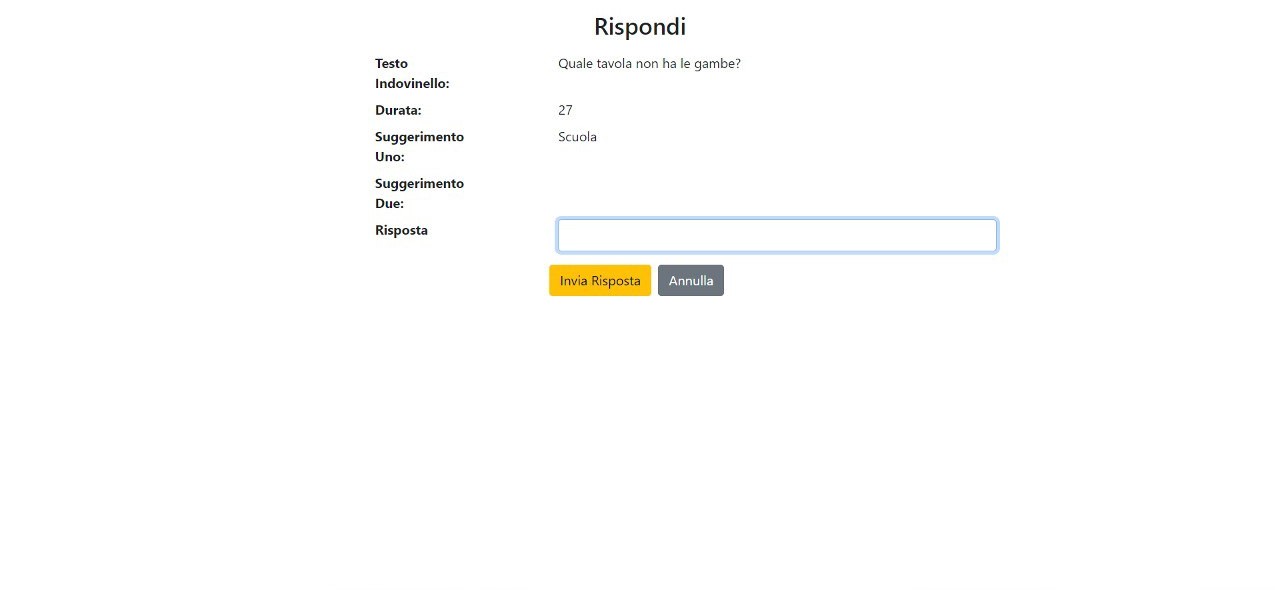 Rispondi
Testo Quale tavola non ha le gambe?
Indovinello:
Durata: 27
Suggerimento Scuola
Uno:
Suggerimento
Due:
Risposta
Invia Risposta Annulla